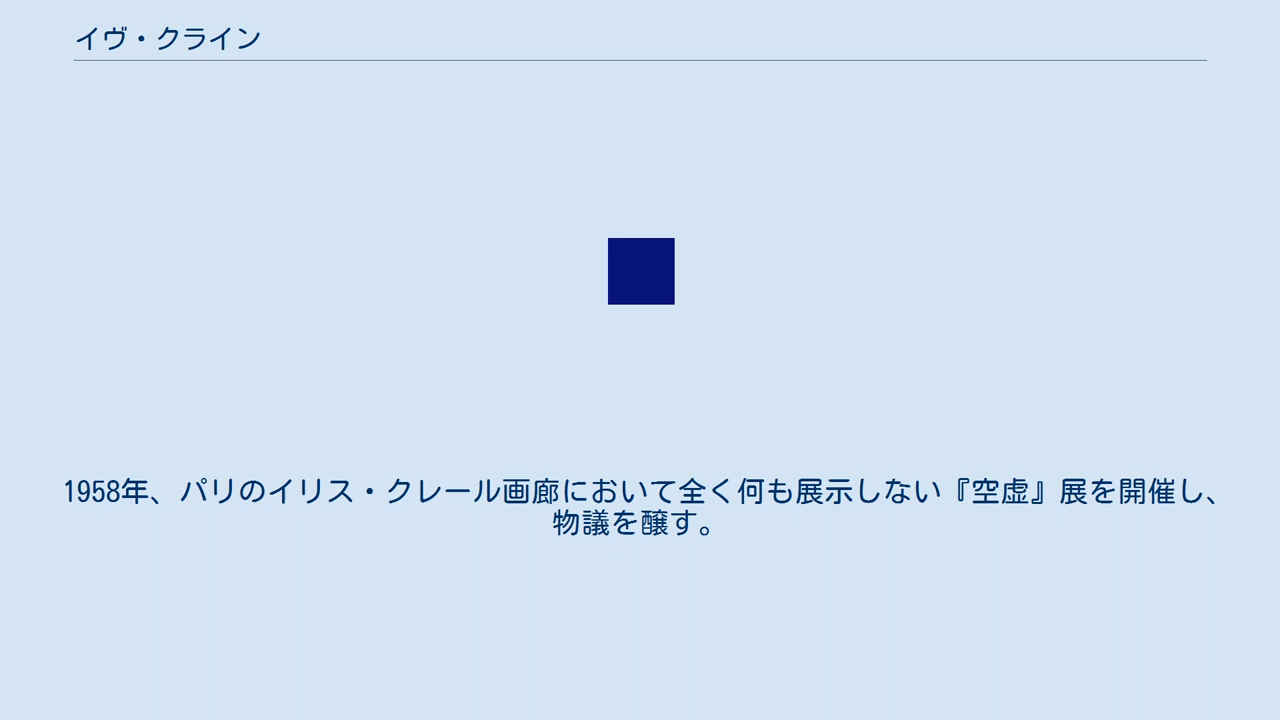 イヴ・クライン
1958年、パリのイリス・クレール画廊において全く何も展示しない『空虚』展を開催し、
物議を醸す。